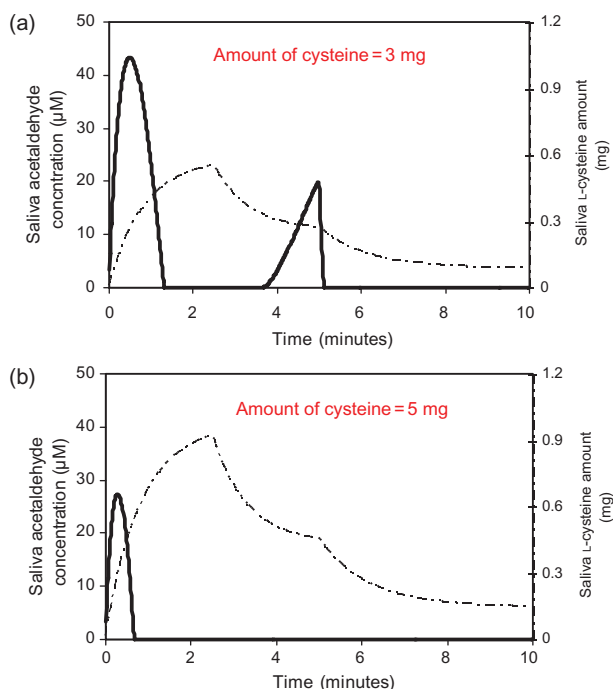 (a)
Amount of cysteine = 3 mg
Saliva acetaldehyde
concntration (µM)
50
40
30
20
10
0
1.2
0.9
0.6
0.3
0
Saliva L-cysteine amount
(mg)
0 2 4 6 8 10
Time (minutes)
(b)
Amount of cysteine = 5 mg
Saliva acetaldehyde
concentration (µM)
50
40
30
20
10
0
1.2
0.9
0.6
0.3
0
Saliva L-cysteine amount
(mg)
0 2 4 6 8 10
Time (minutes)